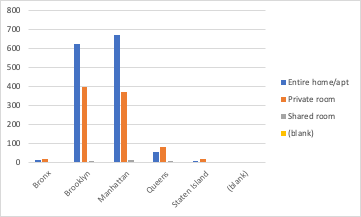 800
700
600
500
400
300
200
100
0
Bronx
Brooklyn
Manhattan
Queens
Staten Island
(blank)
Entire home/apt
Private room
Shared room
(blank)